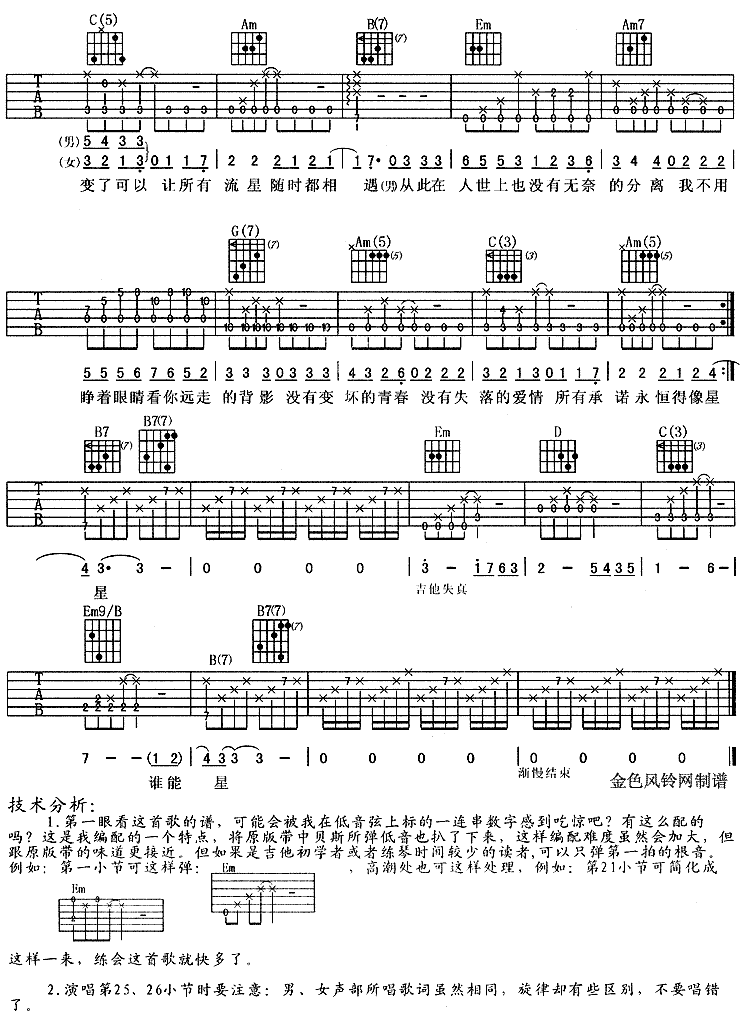 C(5) Am B(7) (7) Em Am7
T A B
(男) 5 4 3 3
(女) 3 2 1 3 0 1 1 7 2 2 2 1 2 1 1 7· 0 3 3 3 6 6 5 3 1 2 3 6 3 4 0 2 2 2
变了可以 让所有 流星随时都相 遇(男)从此在 人世上也没有无奈 的分离 我不用
G(7) (7) Am(5) (5) C(3) (3) Am(5) (5)
T A B
5 5 5 6 7 6 5 2 3 3 3 0 3 3 3 4 3 2 6 0 2 2 2 3 2 1 3 0 1 1 7 2 2 2 1 2 4
睁着眼睛看你远走 的背影 没有变 坏的青春 没有失 落的爱情 所有承 诺永恒得像星
B7 (7) B7(7) Em D C(3) (3)
T A B
4 3· 3 – 0 0 0 0 3 – 1 7 6 3 2 – 5 4 3 5 1 – 6 –
星 吉他失真
Em9/B B(7) B7(7) (7)
T A B
7 – – (1 2) 4 3 3 3 – 0 0 0 0 0 0 0 0
谁能 星 渐慢结束 金色风铃网制谱
技术分析:
1.第一眼看这首歌的谱,可能会被我在低音弦上标的一连串数字感到吃惊吧?有这么配的
吗?这是我编配的一个特点,将原版带中贝斯所弹低音也扒了下来,这样编配难度虽然会加大,但
跟原版带的味道更接近。但如果是吉他初学者或者练琴时间较少的读者,可以只弹第一拍的根音。
例如:第一小节可这样弹: Em ,高潮处也可这样处理,例如:第21小节可简化成
Em
这样一来,练会这首歌就快多了。
2.演唱第25、26小节时要注意:男、女声部所唱歌词虽然相同,旋律却有些区别,不要唱错
了。